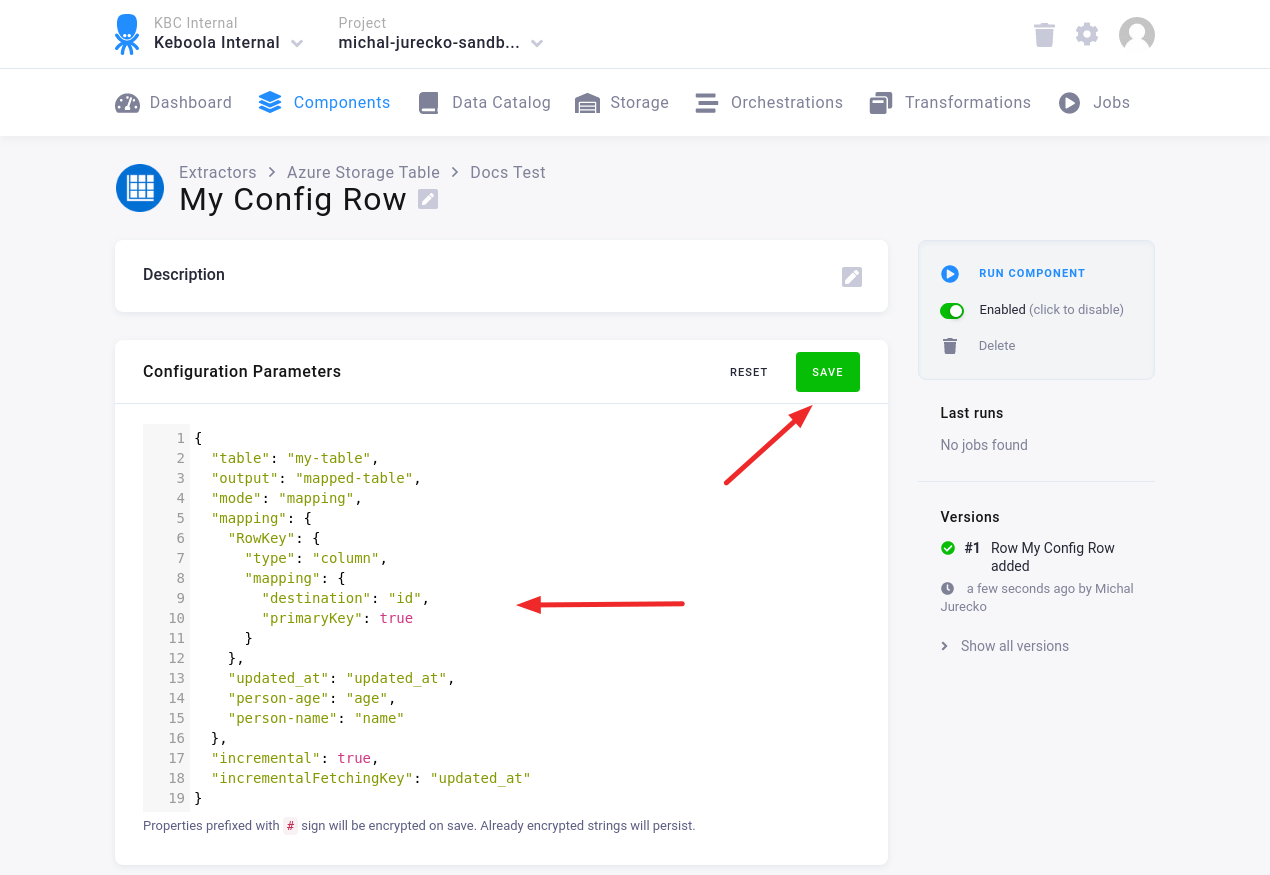 KBC Internal
Keboola Internal
Project
michal-jurecko-sandb...
Dashboard
Components
Data Catalog
Storage
Orchestrations
Transformations
Jobs
Extractors > Azure Storage Table > Docs Test
My Config Row
Description
Configuration Parameters
RESET
SAVE
1 {
2   "table": "my-table",
3   "output": "mapped-table",
4   "mode": "mapping",
5   "mapping": {
6     "RowKey": {
7       "type": "column",
8       "mapping": {
9         "destination": "id",
10         "primaryKey": true
11       }
12     },
13     "updated_at": "updated_at",
14     "person-age": "age",
15     "person-name": "name"
16   },
17   "incremental": true,
18   "incrementalFetchingKey": "updated_at"
19 }
Properties prefixed with # sign will be encrypted on save. Already encrypted strings will persist.
RUN COMPONENT
Enabled (click to disable)
Delete
Last runs
No jobs found
Versions
#1 Row My Config Row
added
a few seconds ago by Michal
Jurecko
Show all versions